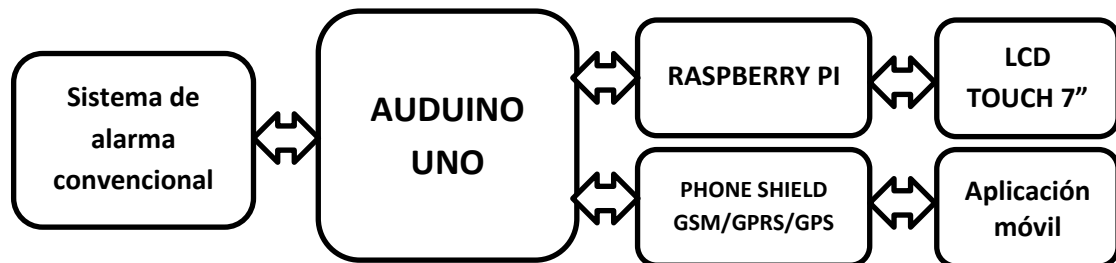 Sistema de
alarma
convencional
AUDUINO
UNO
RASPBERRY PI
LCD
TOUCH 7”
PHONE SHIELD
GSM/GPRS/GPS
Aplicación
móvil